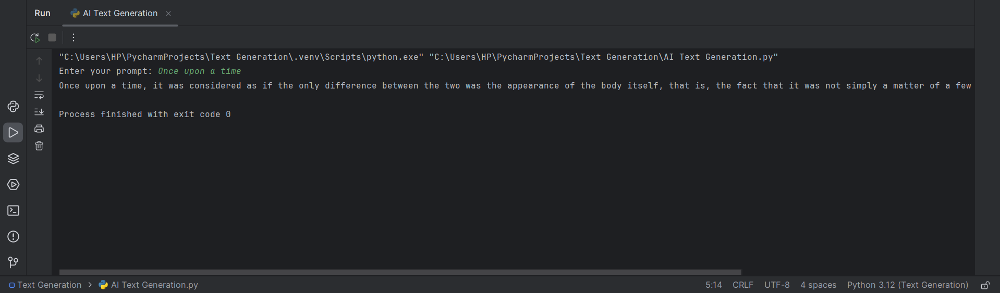 Run AI Text Generation
"C:\Users\HP\PycharmProjects\Text Generation\.venv\Scripts\python.exe" "C:\Users\HP\PycharmProjects\Text Generation\AI Text Generation.py"
Enter your prompt: Once upon a time
Once upon a time, it was considered as if the only difference between the two was the appearance of the body itself, that is, the fact that it was not simply a matter of a few
Process finished with exit code 0
Text Generation > AI Text Generation.py 5:14 CRLF UTF-8 4 spaces Python 3.12 (Text Generation)